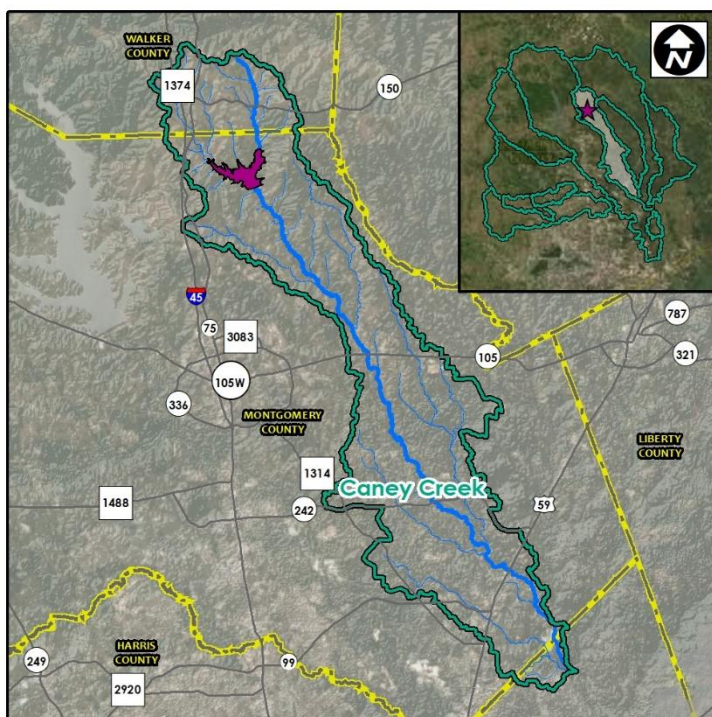 WALKER
COUNTY
1374
150
N
45
75
3083
105W
336
MONTGOMERY
COUNTY
105
787
321
LIBERTY
COUNTY
1314
Caney Creek
1488
242
59
HARRIS
COUNTY
249
99
2920